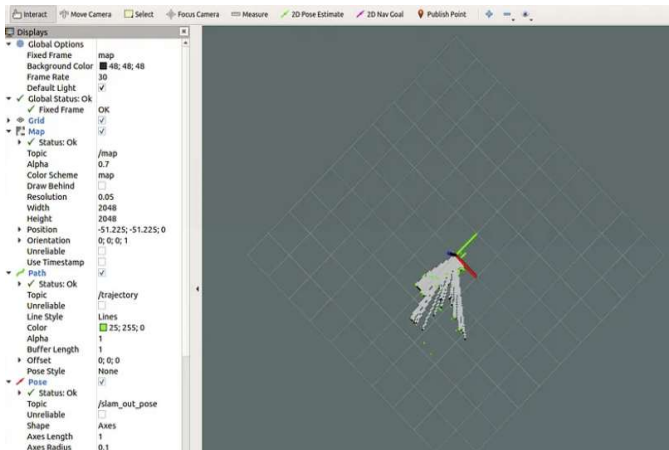 Interact Move Camera Select Focus Camera Measure 2D Pose Estimate 2D Nav Goal Publish Point
Displays
Global Options
Fixed Frame map
Background Color 48; 48; 48
Frame Rate 30
Default Light
Global Status: Ok
Fixed Frame OK
Grid
Map
Status: Ok
Topic /map
Alpha 0.7
Color Scheme map
Draw Behind
Resolution 0.05
Width 2048
Height 2048
Position -51.225; -51.225; 0
Orientation 0; 0; 0; 1
Unreliable
Use Timestamp
Path
Status: Ok
Topic /trajectory
Unreliable
Line Style Lines
Color 25; 255; 0
Alpha 1
Buffer Length 1
Offset 0; 0; 0
Pose Style None
Pose
Status: Ok
Topic /slam_out_pose
Unreliable
Shape Axes
Axes Length 1
Axes Radius 0.1